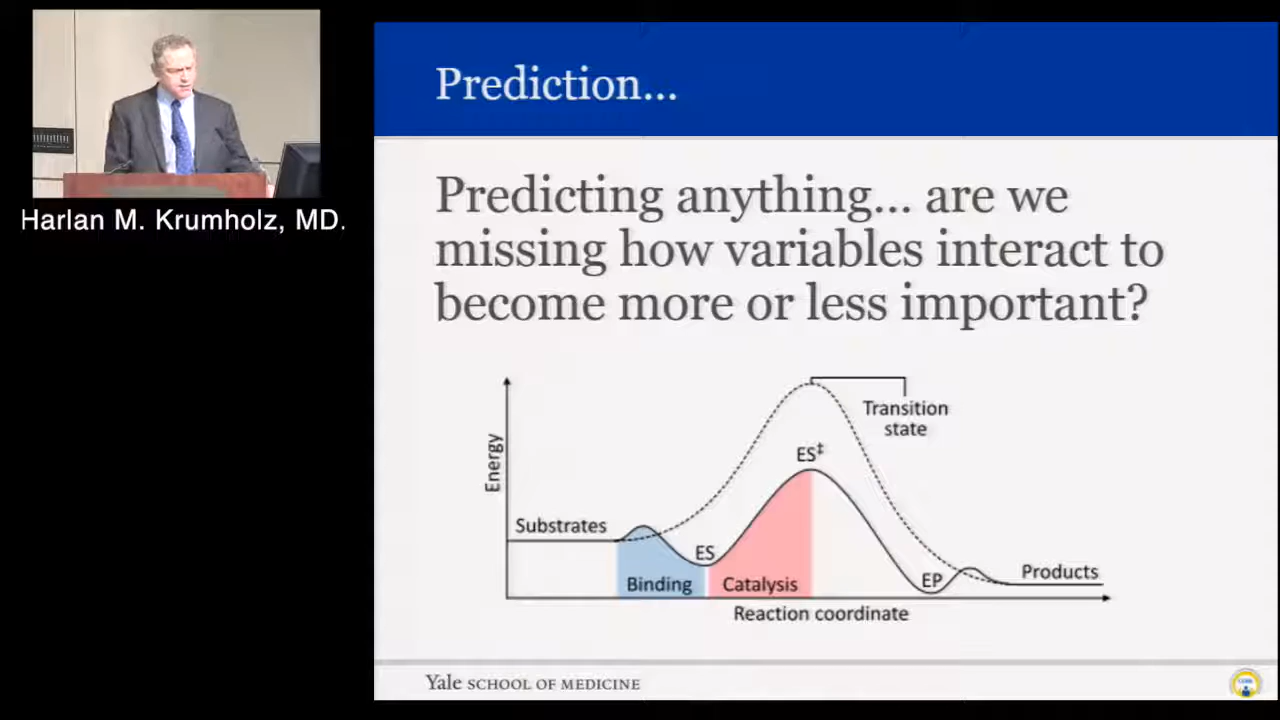 Harlan M. Krumholz, MD.
Prediction...
Predicting anything... are we
missing how variables interact to
become more or less important?
Transition
state
ES‡
Energy
Substrates
ES
Binding
Catalysis
EP
Products
Reaction coordinate
Yale SCHOOL OF MEDICINE